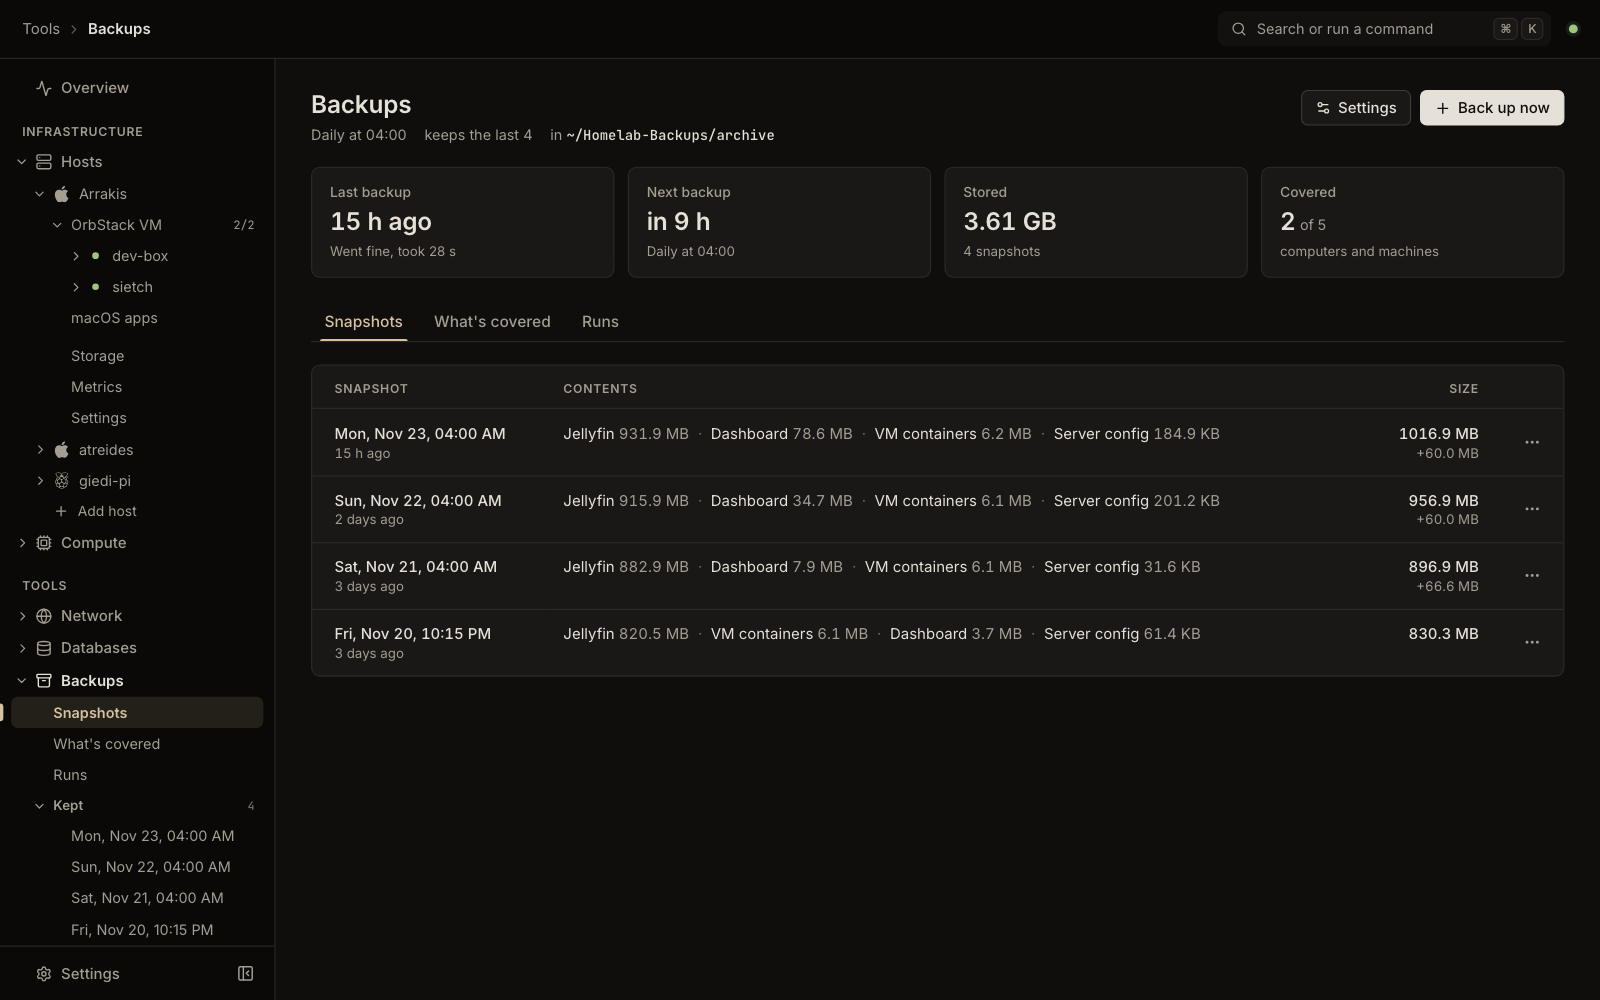 Tools > Backups
Search or run a command ⌘ K
Overview
INFRASTRUCTURE
Hosts
Arrakis
OrbStack VM 2/2
dev-box
sietch
macOS apps
Storage
Metrics
Settings
atreides
giedi-pi
+ Add host
Compute
TOOLS
Network
Databases
Backups
Snapshots
What's covered
Runs
Kept 4
Mon, Nov 23, 04:00 AM
Sun, Nov 22, 04:00 AM
Sat, Nov 21, 04:00 AM
Fri, Nov 20, 10:15 PM
Settings
Backups
Daily at 04:00 keeps the last 4 in ~/Homelab-Backups/archive
Settings
+ Back up now
Last backup
15 h ago
Went fine, took 28 s
Next backup
in 9 h
Daily at 04:00
Stored
3.61 GB
4 snapshots
Covered
2 of 5
computers and machines
Snapshots What's covered Runs
SNAPSHOT CONTENTS SIZE
Mon, Nov 23, 04:00 AM Jellyfin 931.9 MB · Dashboard 78.6 MB · VM containers 6.2 MB · Server config 184.9 KB 1016.9 MB ...
15 h ago +60.0 MB
Sun, Nov 22, 04:00 AM Jellyfin 915.9 MB · Dashboard 34.7 MB · VM containers 6.1 MB · Server config 201.2 KB 956.9 MB ...
2 days ago +60.0 MB
Sat, Nov 21, 04:00 AM Jellyfin 882.9 MB · Dashboard 7.9 MB · VM containers 6.1 MB · Server config 31.6 KB 896.9 MB ...
3 days ago +66.6 MB
Fri, Nov 20, 10:15 PM Jellyfin 820.5 MB · VM containers 6.1 MB · Dashboard 3.7 MB · Server config 61.4 KB 830.3 MB ...
3 days ago